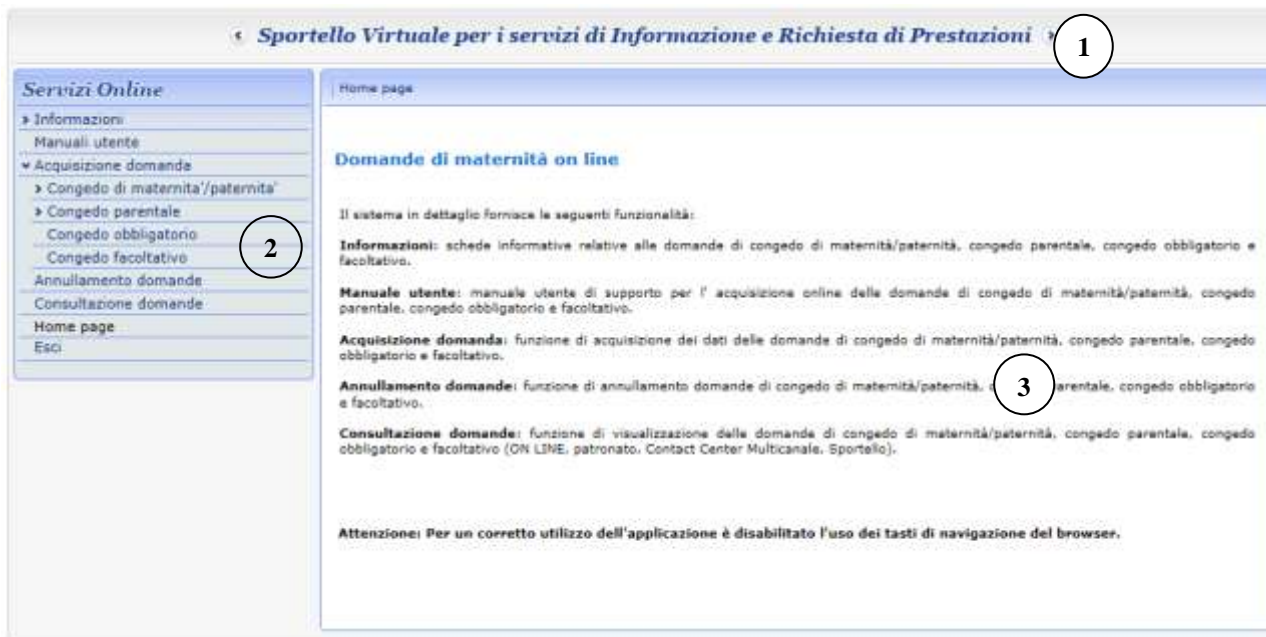 Sportello Virtuale per i servizi di Informazione e Richiesta di Prestazioni
1
Servizi Online
Informazioni
Manuali utente
Acquisizione domanda
Congedo di maternita'/paternita'
Congedo parentale
Congedo obbligatorio
Congedo facoltativo
Annullamento domande
Consultazione domande
Home page
Esci
2
Home page
Domande di maternità on line
Il sistema in dettaglio fornisce le seguenti funzionalità:
Informazioni: schede informative relative alle domande di congedo di maternità/paternità, congedo parentale, congedo obbligatorio e
facoltativo.
Manuale utente: manuale utente di supporto per l' acquisizione online delle domande di congedo di maternità/paternità, congedo
parentale, congedo obbligatorio e facoltativo.
Acquisizione domanda: funzione di acquisizione dei dati delle domande di congedo di maternità/paternità, congedo parentale, congedo
obbligatorio e facoltativo.
Annullamento domande: funzione di annullamento domande di congedo di maternità/paternità, arentale, congedo obbligatorio
e facoltativo.
3
Consultazione domande: funzione di visualizzazione delle domande di congedo di maternità/paternità, congedo parentale, congedo
obbligatorio e facoltativo (ON LINE, patronato, Contact Center Multicanale, Sportello).
Attenzione: Per un corretto utilizzo dell'applicazione è disabilitato l'uso dei tasti di navigazione del browser.